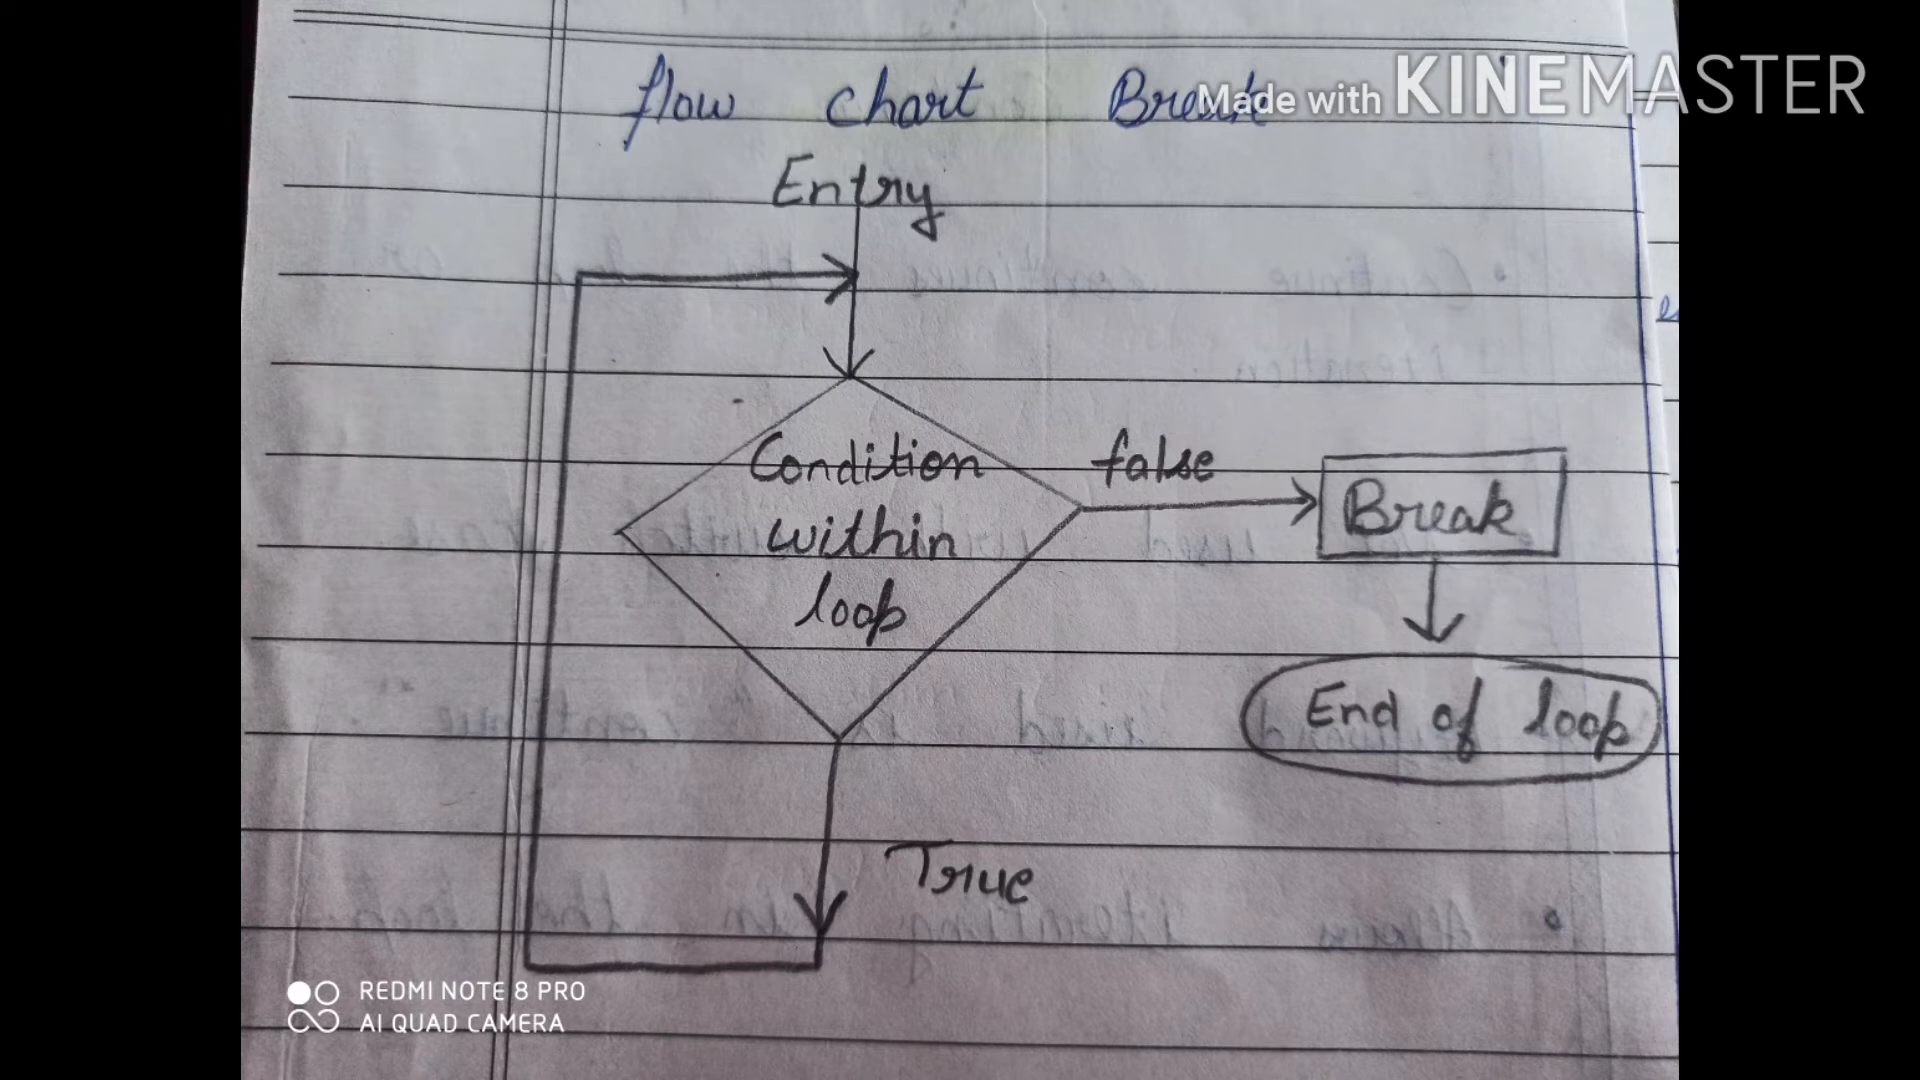 flow chart Break
Made with KINEMASTER
Entry
Condition
within
loop
false
Break
End of loop
True
REDMI NOTE 8 PRO
AI QUAD CAMERA